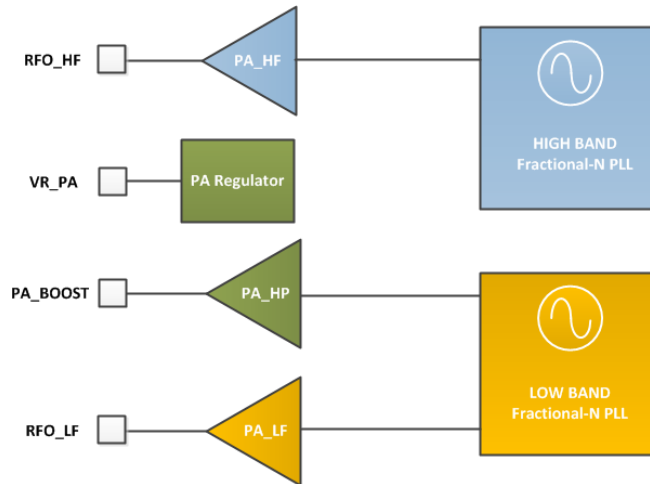 RFO_HF
PA_HF
HIGH BAND
Fractional-N PLL
VR_PA
PA Regulator
PA_BOOST
PA_HP
LOW BAND
Fractional-N PLL
RFO_LF
PA_LF